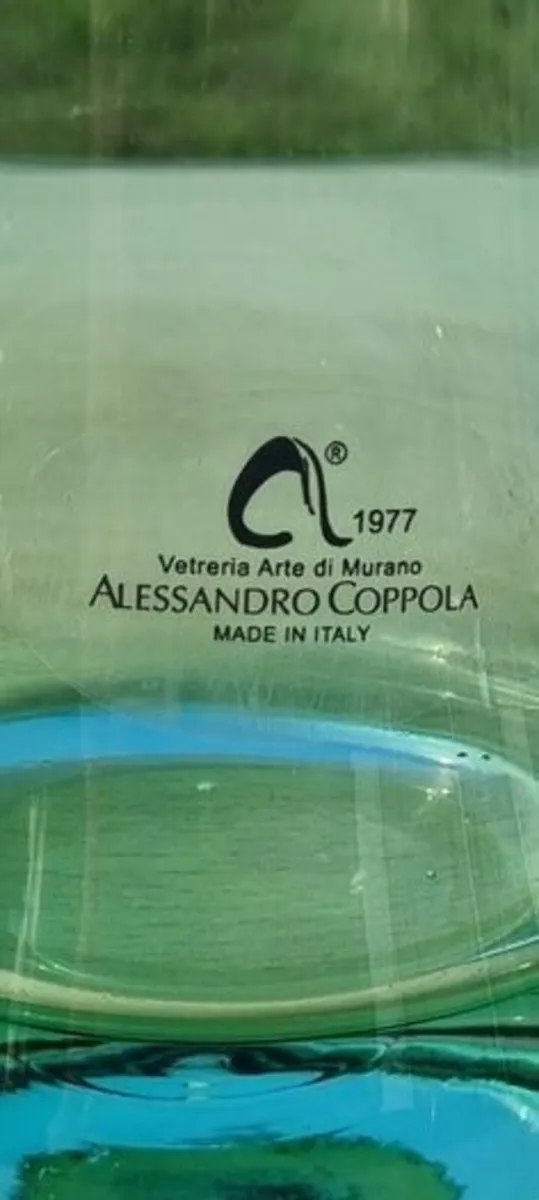 ® 1977
Vetreria Arte di Murano
ALESSANDRO COPPOLA
MADE IN ITALY